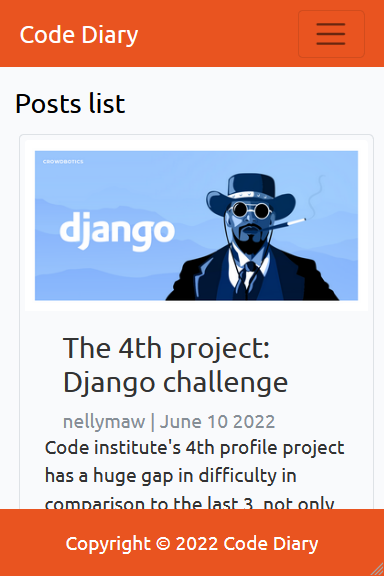 Code Diary
Posts list
CROWDBOTICS
django
The 4th project:
Django challenge
nellymaw | June 10 2022
Code institute's 4th profile project
has a huge gap in difficulty in
comparison to the last 3, not only
Copyright © 2022 Code Diary